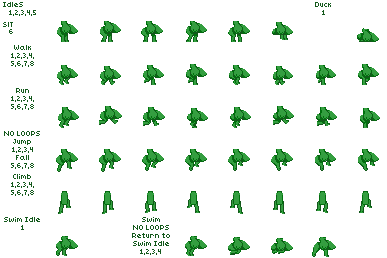 IdleS
1,2,3,4,5
Duck
1
SIT
6
Walk
1,2,3,4,
5,6,7,8
Run
1,2,3,4,
5,6,7,8
NO LOOPS
Jump
1,2,3,4
Fall
5,6,7,8
Climb
1,2,3,4,
5,6,7,8
Swim Idle
1
Swim
NO LOOPS
Return to
Swim Idle
1,2,3,4